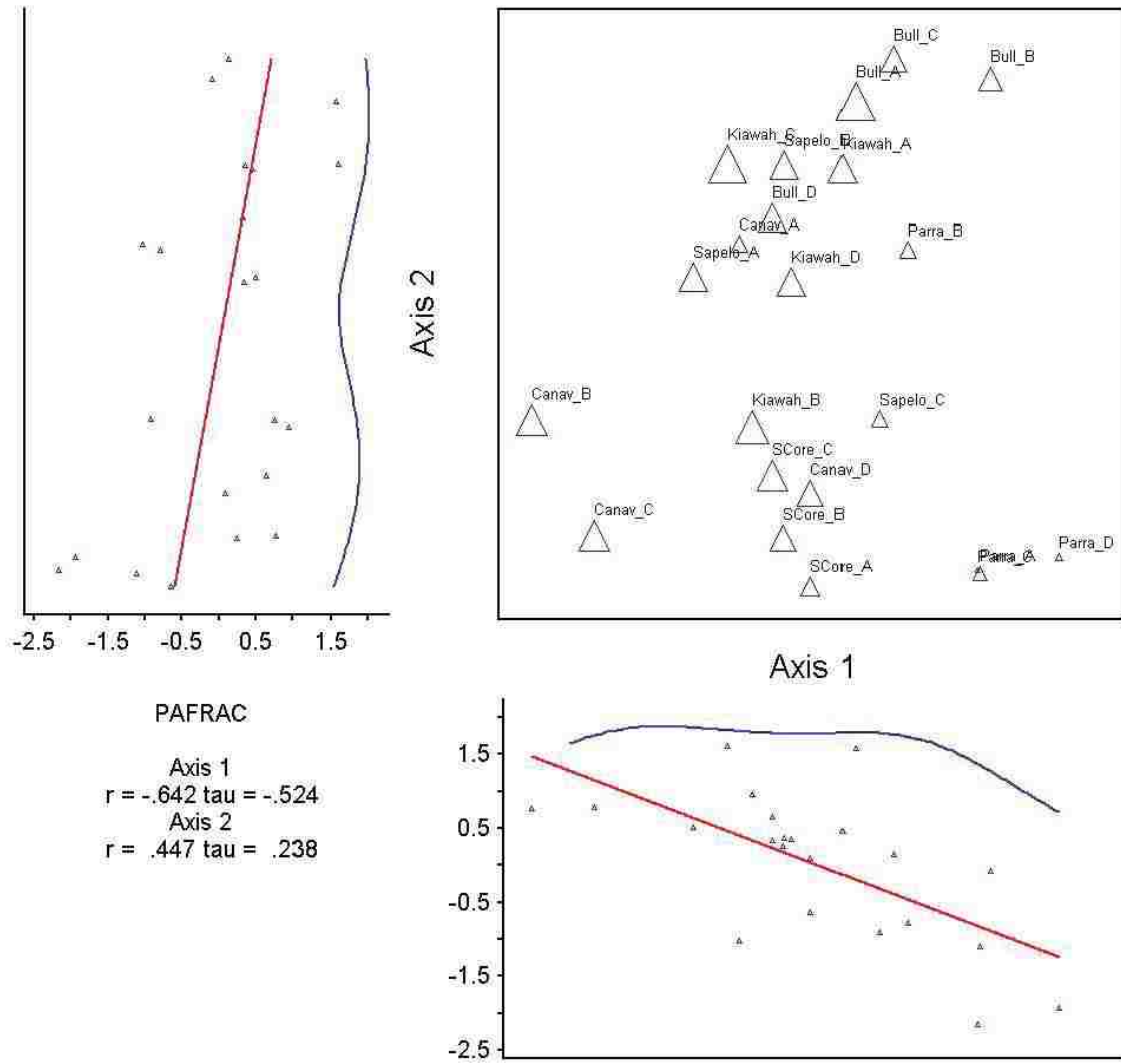 Axis 2
-2.5 -1.5 -0.5 0.5 1.5
Bull_C
Bull_B
Bull_A
Kiawah_C
Sapelo_B
Kiawah_A
Bull_D
Canav_A
Parra_B
Sapelo_A
Kiawah_D
Canav_B
Kiawah_B
Sapelo_C
SCore_C
Canav_D
Canav_C
SCore_B
Parra_A
Parra_C
Parra_D
SCore_A
Axis 1
PAFRAC
Axis 1
r = -.642 tau = -.524
Axis 2
r = .447 tau = .238
1.5
0.5
-0.5
-1.5
-2.5